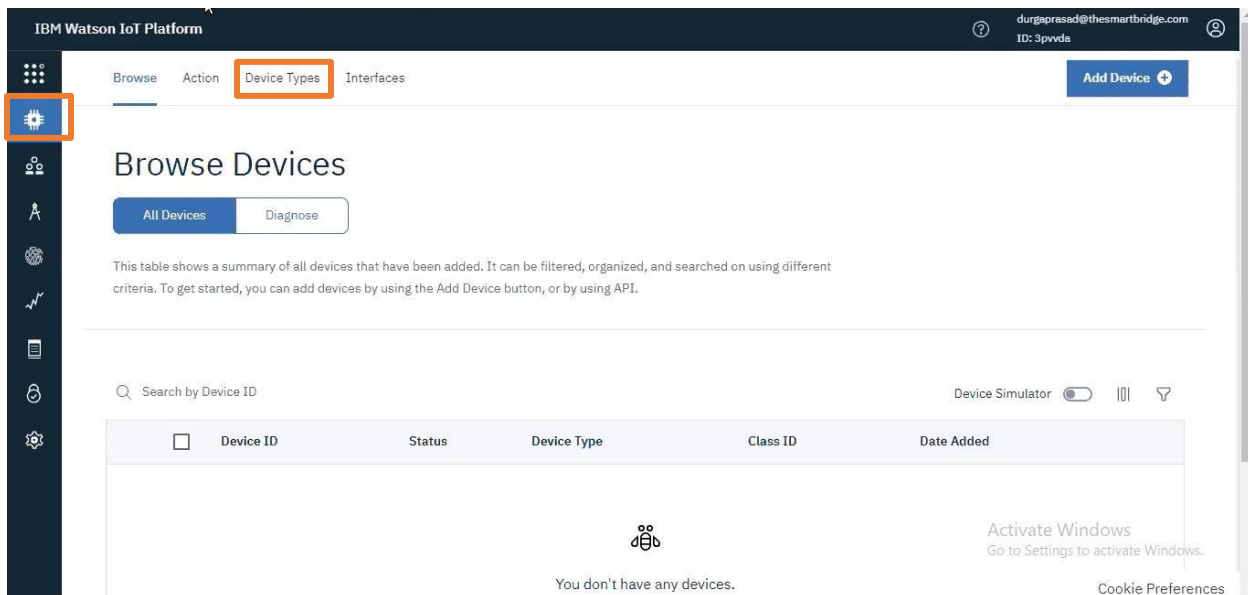 IBM Watson IoT Platform
durgaprasad@thesmartbridge.com
ID: 3pvvda
Browse Action Device Types Interfaces
Add Device
Browse Devices
All Devices Diagnose
This table shows a summary of all devices that have been added. It can be filtered, organized, and searched on using different
criteria. To get started, you can add devices by using the Add Device button, or by using API.
Search by Device ID
Device Simulator
Device ID Status Device Type Class ID Date Added
Activate Windows
Go to Settings to activate Windows.
You don't have any devices.
Cookie Preferences